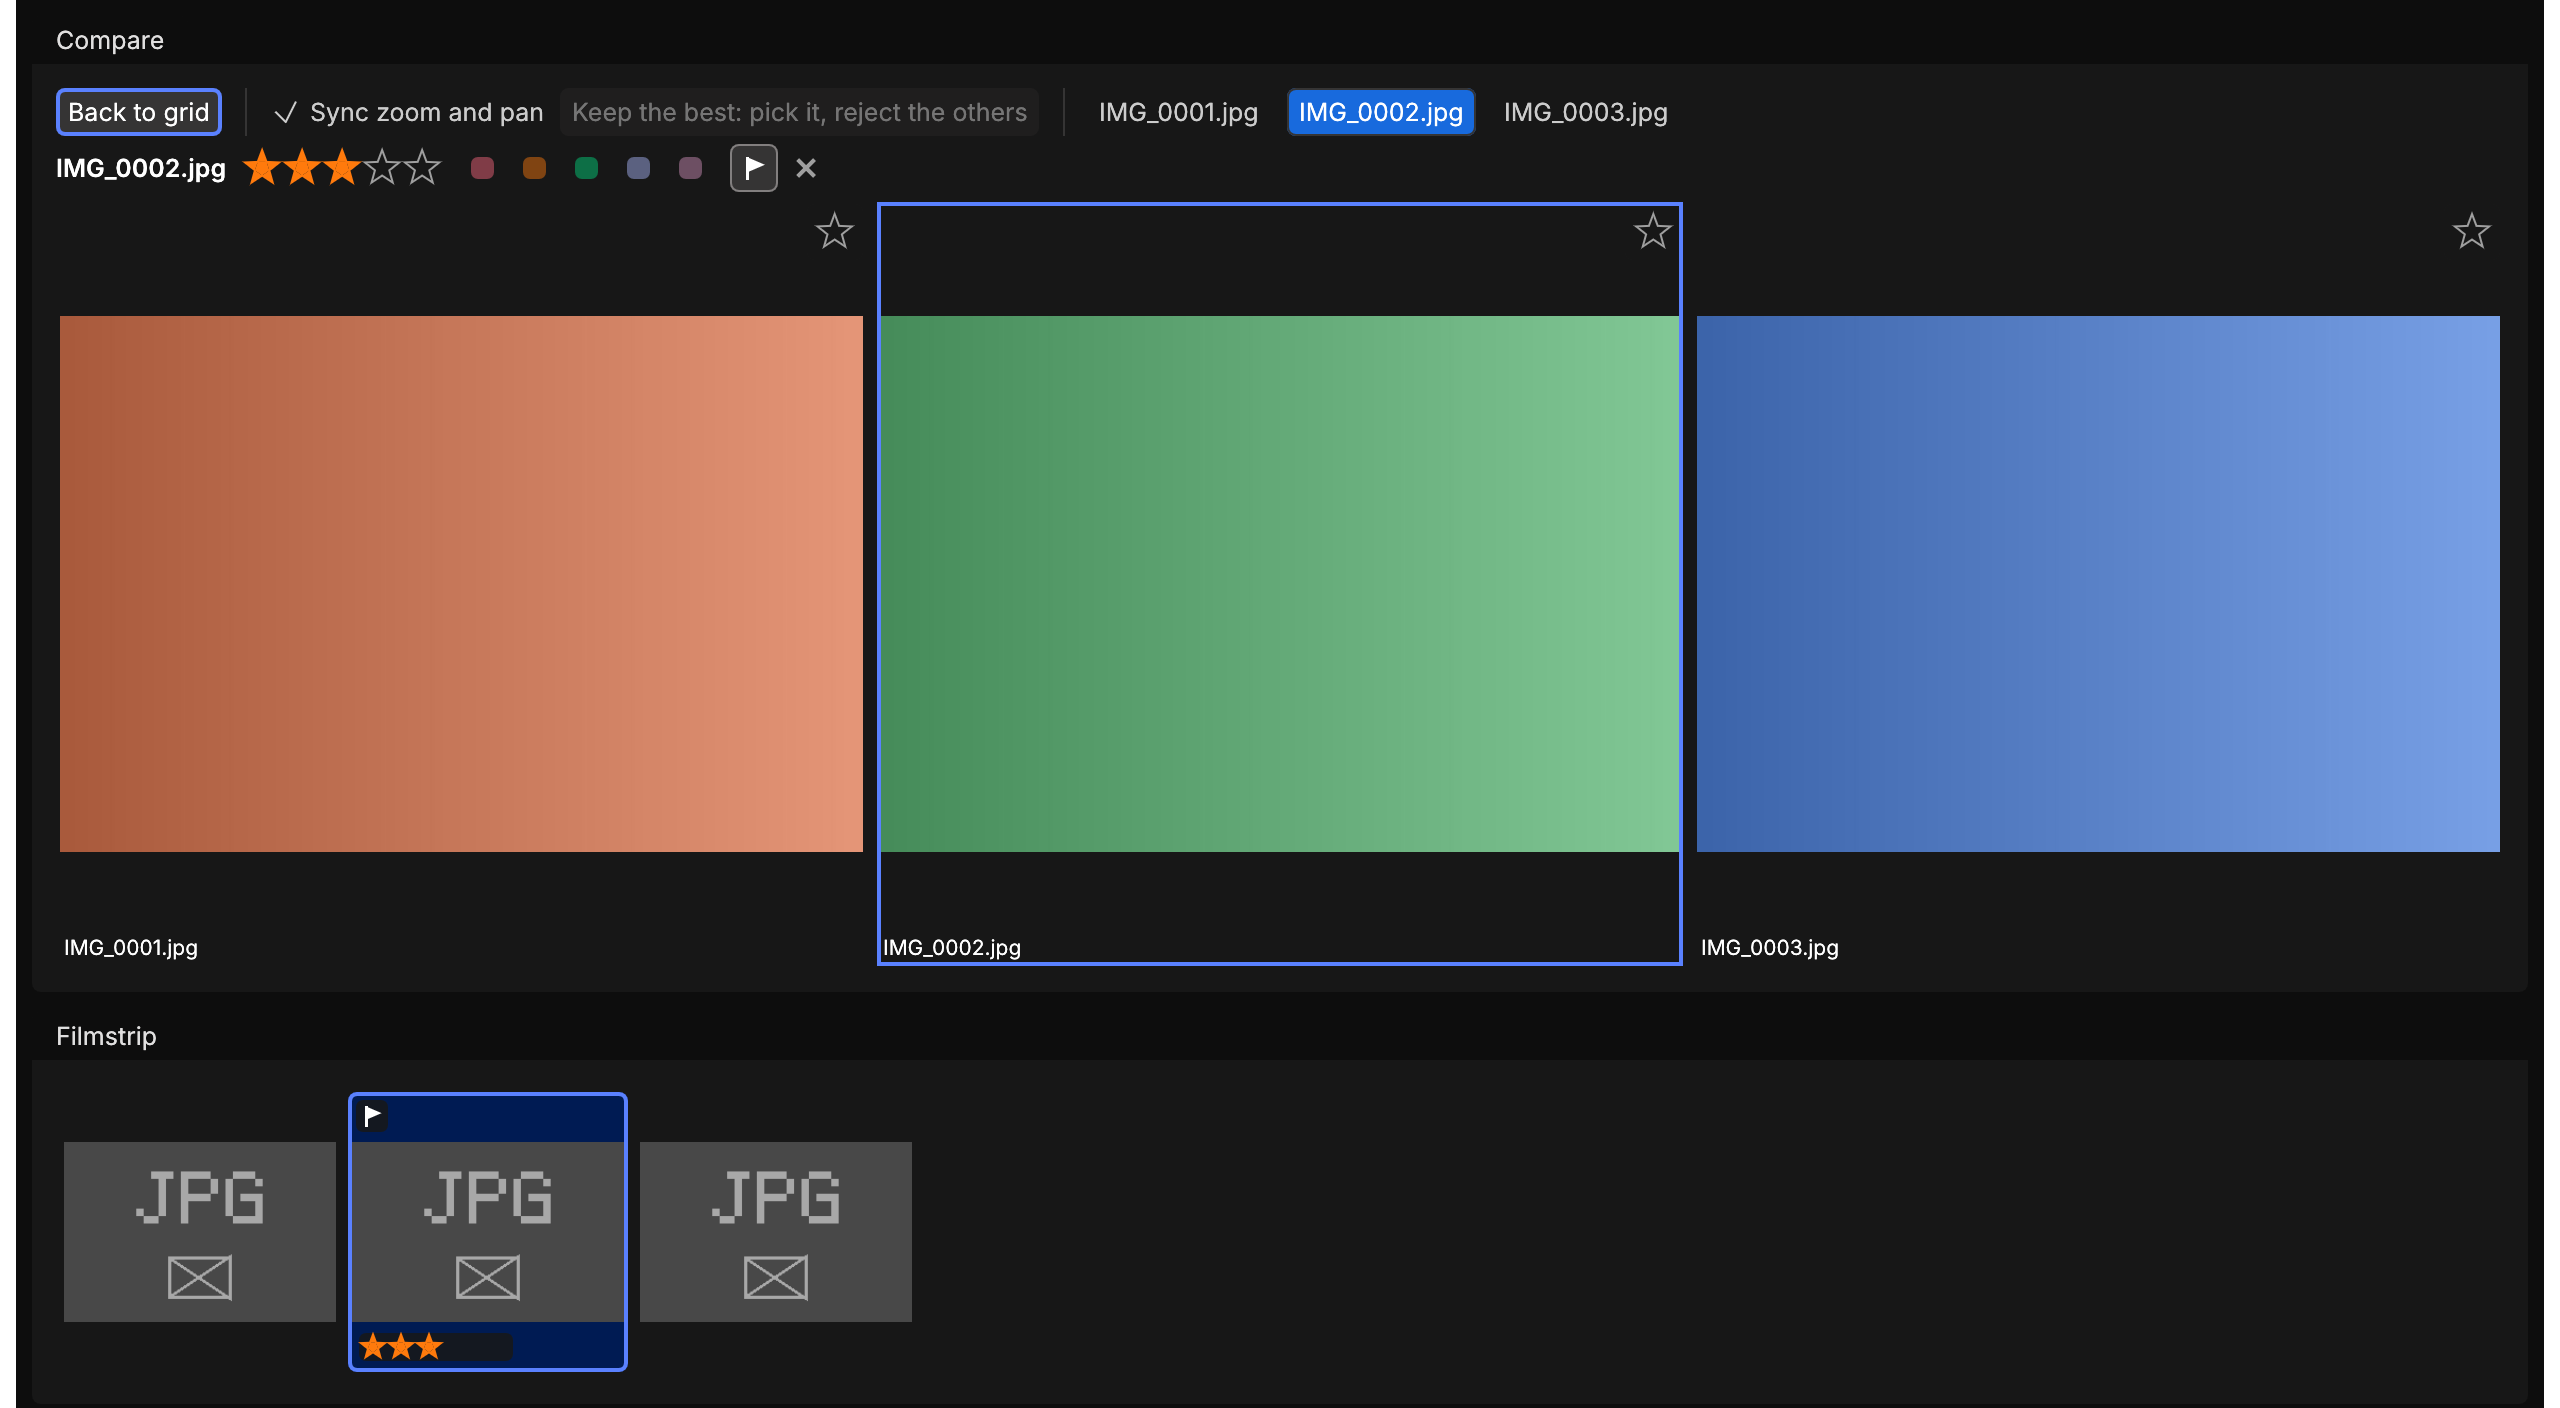 Compare
Back to grid Sync zoom and pan Keep the best: pick it, reject the others IMG_0001.jpg IMG_0002.jpg IMG_0003.jpg
IMG_0002.jpg
IMG_0001.jpg IMG_0002.jpg IMG_0003.jpg
Filmstrip
JPG JPG JPG